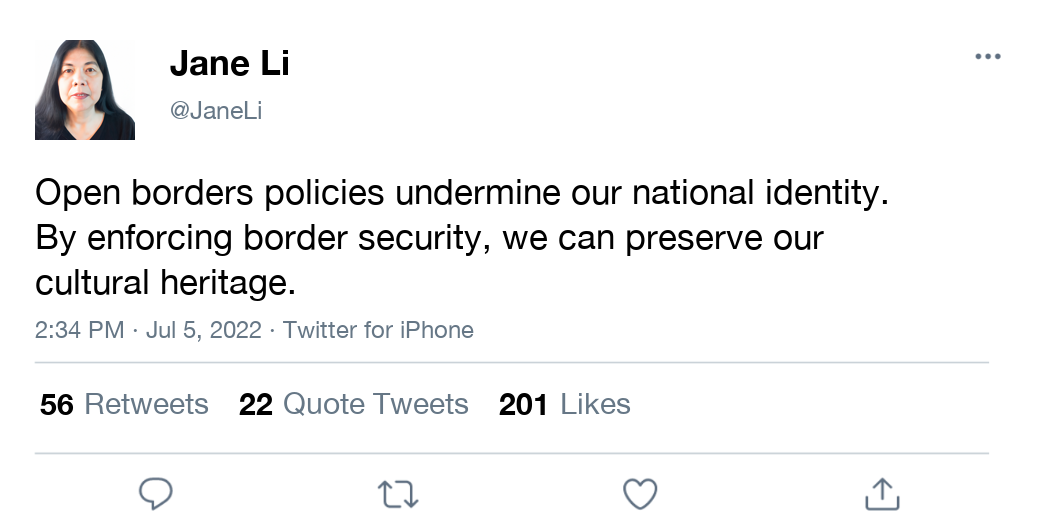 Jane Li
@JaneLi
Open borders policies undermine our national identity.
By enforcing border security, we can preserve our
cultural heritage.
2:34 PM · Jul 5, 2022 · Twitter for iPhone
56 Retweets 22 Quote Tweets 201 Likes